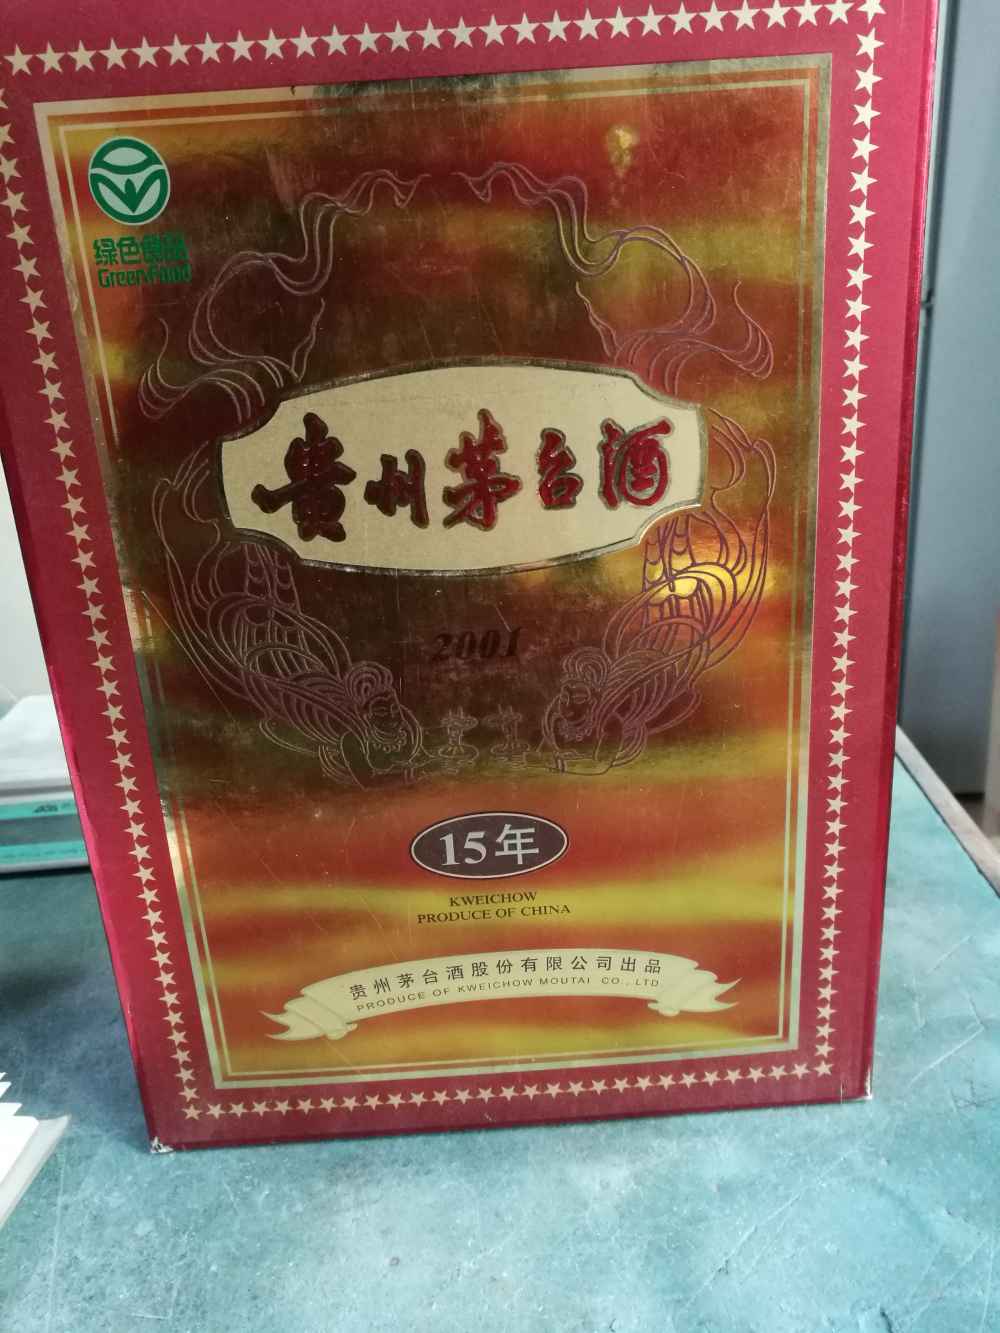 绿色食品
Green Food
贵州茅台酒
2001
15年
KWEICHOW
PRODUCE OF CHINA
贵州茅台酒股份有限公司出品
PRODUCE OF KWEICHOW MOUTAI CO., LTD